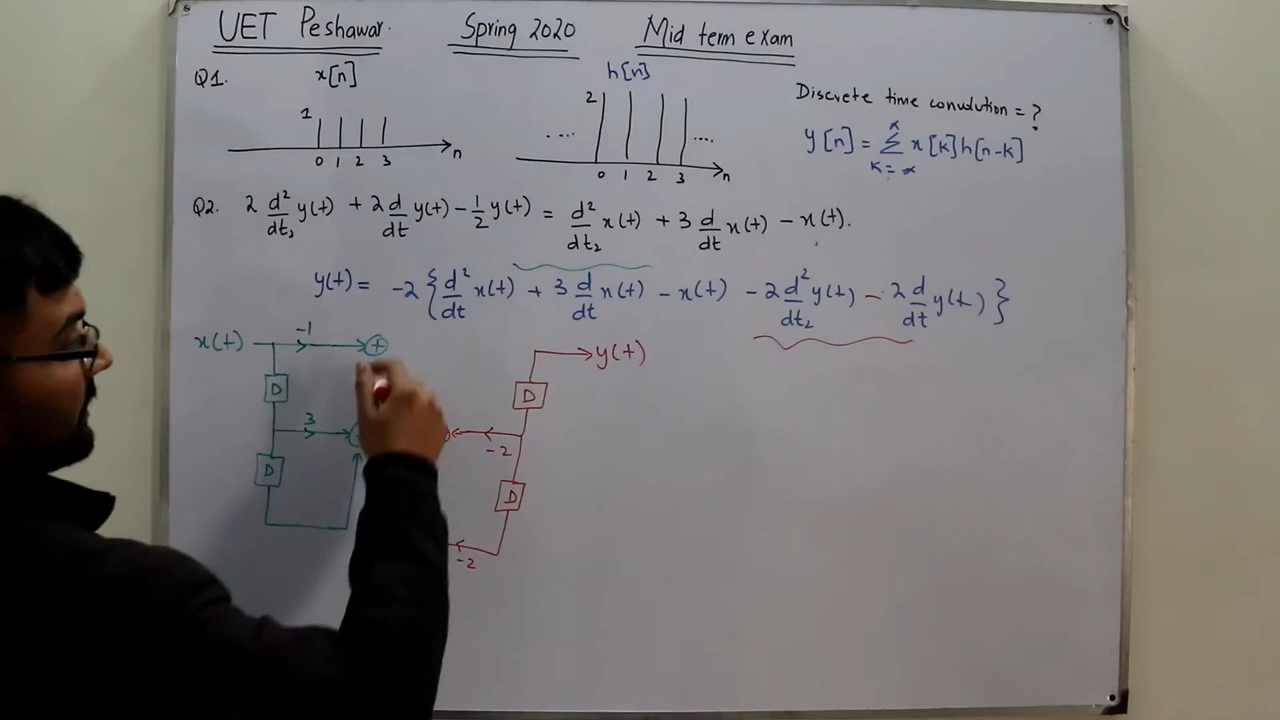 UET Peshawar. Spring 2020 Mid term exam
Q1. x[n] h[n]
Discrete time convolution = ?
1 2 .... ....
y[n] = Σ x[k]h[n-k]
K=-∞ ∞
0 1 2 3 n 0 1 2 3 n
Q2. 2 d²/dt₂ y(t) + 2 d/dt y(t) - 1/2 y(t) = d²/dt₂ x(t) + 3 d/dt x(t) - x(t).
y(t) = -2 { d²/dt x(t) + 3 d/dt x(t) - x(t) - 2 d²/dt₂ y(t) - 2 d/dt y(t) }
x(t) -1 + y(t)
D D
3 -2
D D
-2